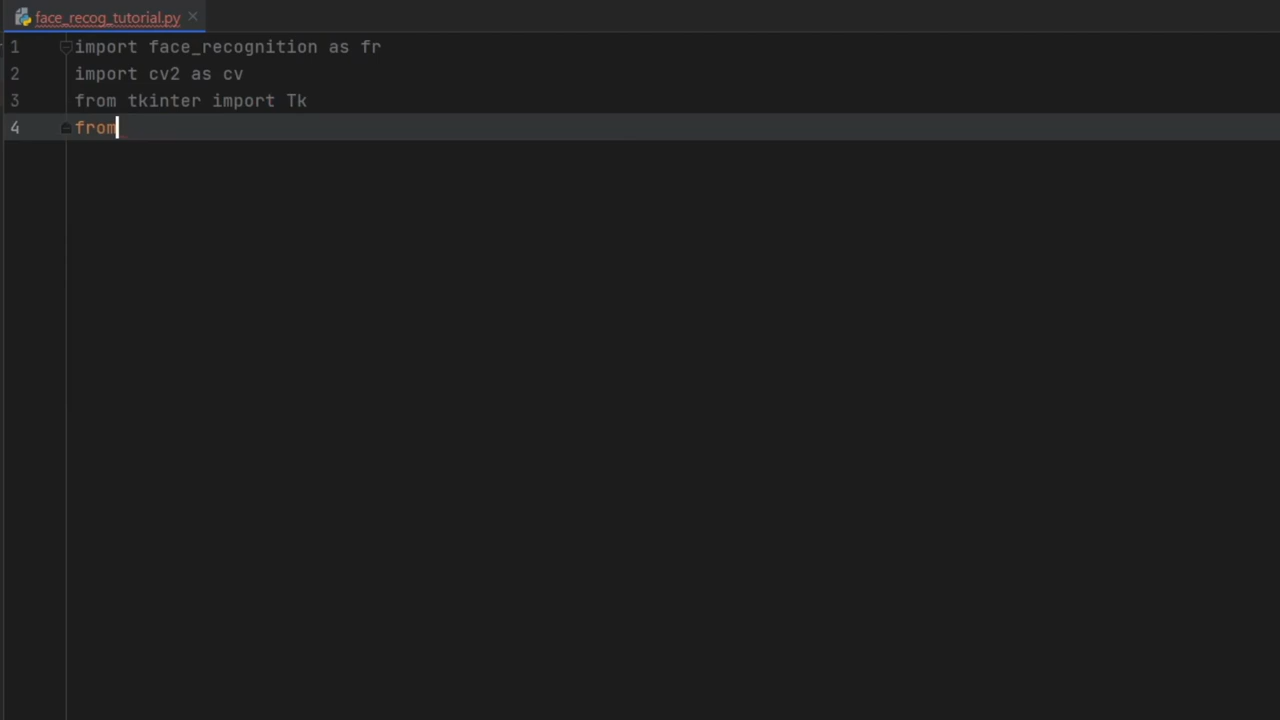 face_recog_tutorial.py
1 import face_recognition as fr
2 import cv2 as cv
3 from tkinter import Tk
4 from